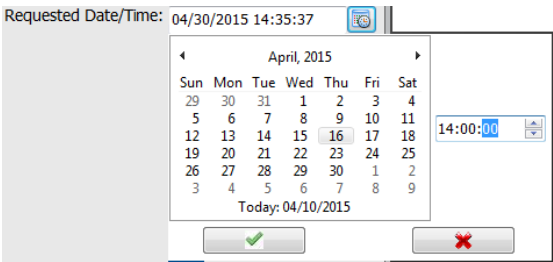 Requested Date/Time: 04/30/2015 14:35:37
April, 2015
Sun Mon Tue Wed Thu Fri Sat
29 30 31 1 2 3 4
5 6 7 8 9 10 11
12 13 14 15 16 17 18
14:00:00
19 20 21 22 23 24 25
26 27 28 29 30 1 2
3 4 5 6 7 8 9
Today: 04/10/2015